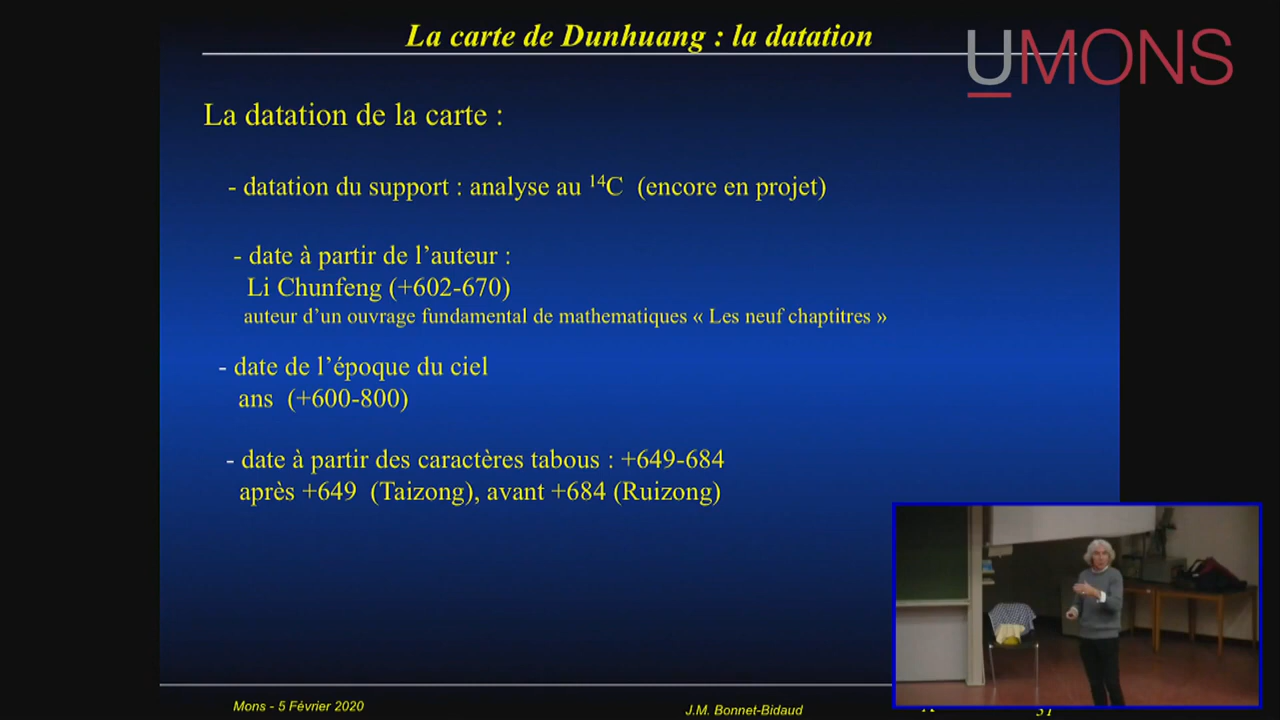 La carte de Dunhuang : la datation
UMONS
La datation de la carte :
- datation du support : analyse au ¹⁴C (encore en projet)
- date à partir de l’auteur :
Li Chunfeng (+602-670)
auteur d’un ouvrage fundamental de mathematiques « Les neuf chaptitres »
- date de l’époque du ciel
ans (+600-800)
- date à partir des caractères tabous : +649-684
après +649 (Taizong), avant +684 (Ruizong)
Mons - 5 Février 2020
J.M. Bonnet-Bidaud